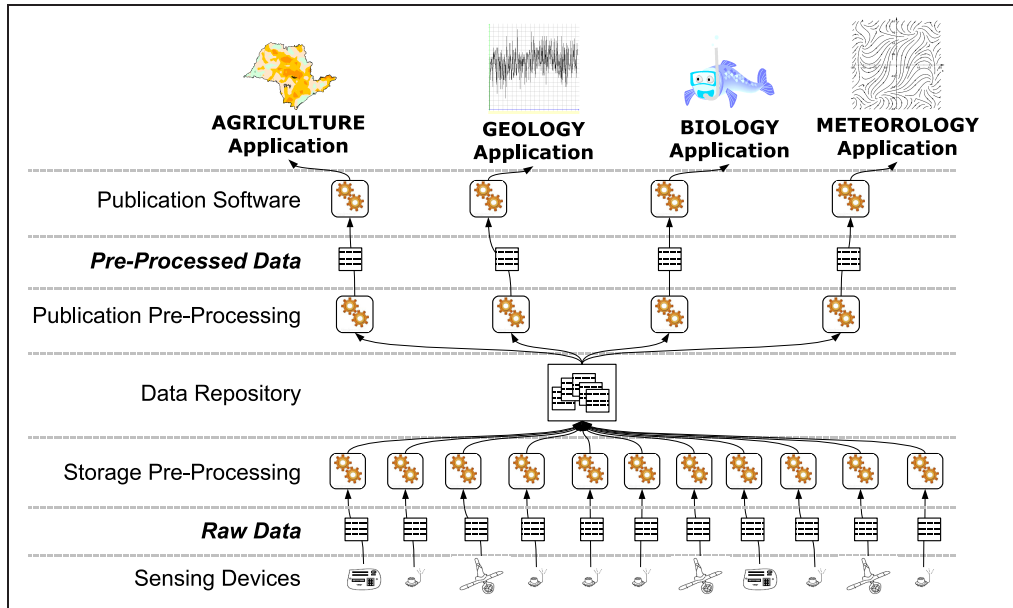 AGRICULTURE
Application
GEOLOGY
Application
BIOLOGY
Application
METEOROLOGY
Application
Publication Software
Pre-Processed Data
Publication Pre-Processing
Data Repository
Storage Pre-Processing
Raw Data
Sensing Devices